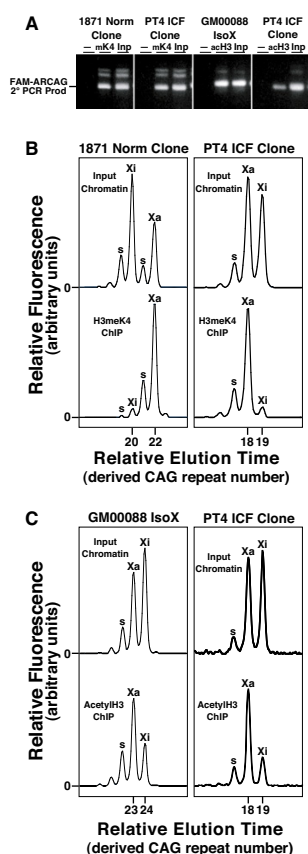 A
1871 Norm Clone
PT4 ICF Clone
GM00088 IsoX
PT4 ICF Clone
— mK4 Inp
— mK4 Inp
— acH3 Inp
— acH3 Inp
FAM-ARCAG
2° PCR Prod
B
1871 Norm Clone
PT4 ICF Clone
Input Chromatin
s
Xi
s
Xa
Input Chromatin
s
Xa
Xi
0
H3meK4 ChIP
s
Xi
s
Xa
H3meK4 ChIP
s
Xa
Xi
0
20 22
18 19
Relative Fluorescence
(arbitrary units)
Relative Elution Time
(derived CAG repeat number)
C
GM00088 IsoX
PT4 ICF Clone
Input Chromatin
s
Xa
Xi
Input Chromatin
s
Xa
Xi
0
AcetylH3 ChIP
s
Xa
Xi
AcetylH3 ChIP
s
Xa
Xi
0
23 24
18 19
Relative Fluorescence
(arbitrary units)
Relative Elution Time
(derived CAG repeat number)